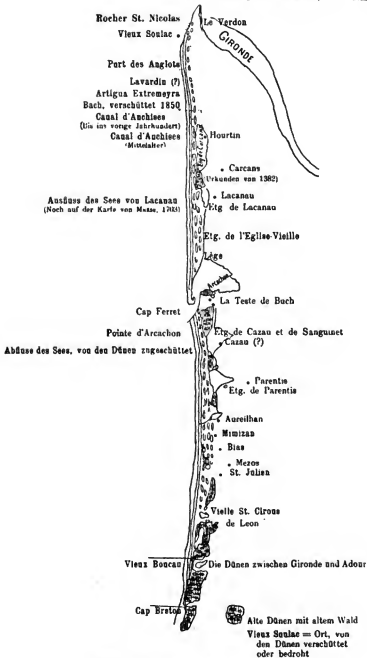 Rocher St. Nicolas
Le Verdon
Vieux Soulac
GIRONDE
Port des Anglots
Lavardin (?)
Artigua Extremeyra
Bach, verschüttet 1850
Canal d'Anchises
(Bis ins vorige Jahrhundert)
Hourtin
Canal d'Anchises
(Mittelalter)
Carcans
(Urkunden von 1382)
Lacanau
Ausfluss des Sees von Lacanau
Etg de Lacanau
(Noch auf der Karte von Masse, 1708)
Etg. de l'Eglise-Vieille
Lège
Arcachon
La Teste de Buch
Cap Ferret
Pointe d'Arcachon
Etg. de Cazau et de Sanguinet
Cazau (?)
Abfluss des Sees, von den Dünen zugeschüttet
Parentis
Etg. de Parentis
Aureilhan
Mimizan
Bias
Mezos
St. Julien
Vielle St. Cirons
de Leon
Vieux Boucau
Die Dünen zwischen Gironde und Adour
Cap Breton
Alte Dünen mit altem Wald
Vieux Soulac = Ort, von
den Dünen verschüttet
oder bedroht